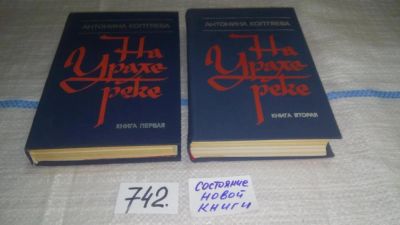 АНТОНИНА КОПТЯЕВА
На
Урале-
реке
КНИГА ПЕРВАЯ
АНТОНИНА КОПТЯЕВА
На
Урале-
реке
КНИГА ВТОРАЯ
742.
СОСТОЯНИЕ
НОВОЙ
КНИГИ